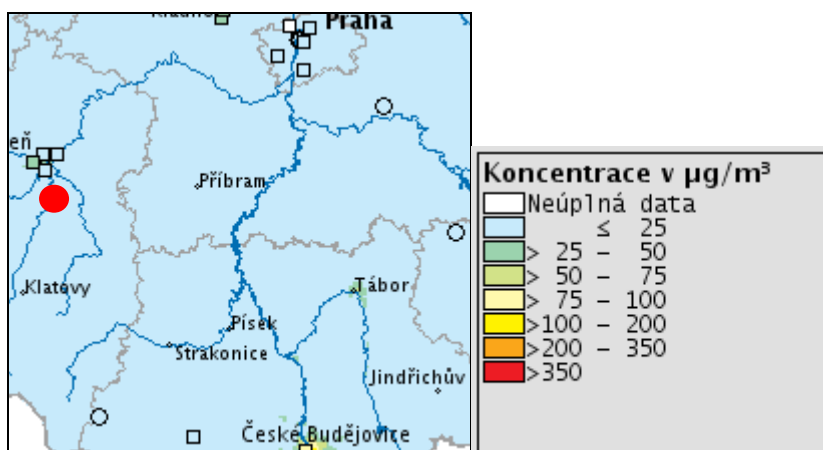 Praha
eň
Příbram
Klatovy
Tábor
Písek
Strakonice
Jindřichův
České Budějovice
Koncentrace v µg/m³
Neúplná data
≤ 25
> 25 – 50
> 50 – 75
> 75 – 100
>100 – 200
>200 – 350
>350